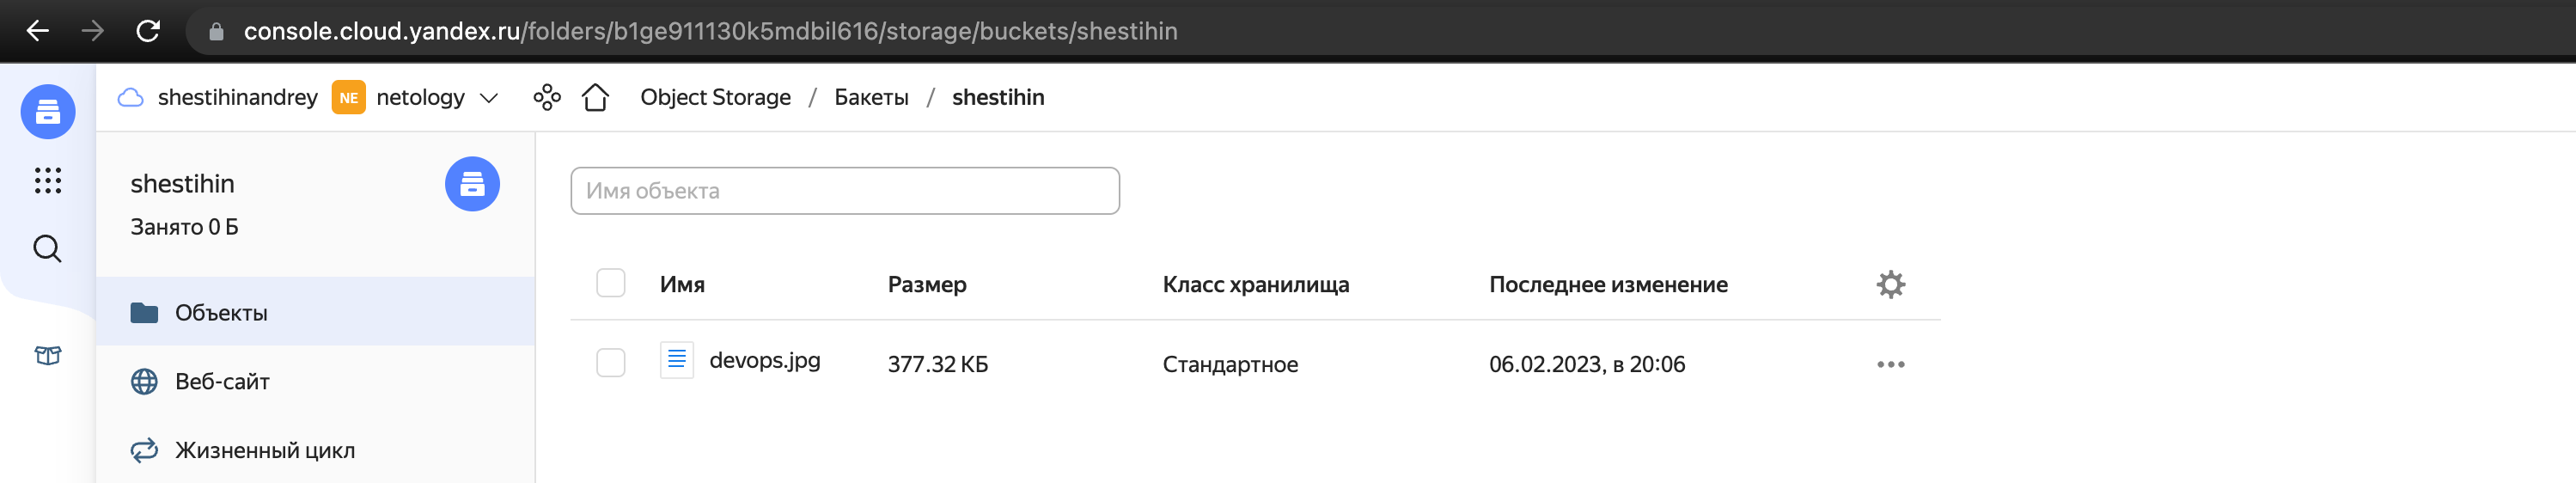 console.cloud.yandex.ru/folders/b1ge911130k5mdbil616/storage/buckets/shestihin
shestihinandrey NE netology Object Storage / Бакеты / shestihin
shestihin
Занято 0 Б
Объекты
Веб-сайт
Жизненный цикл
Имя объекта
Имя Размер Класс хранилища Последнее изменение
devops.jpg 377.32 КБ Стандартное 06.02.2023, в 20:06